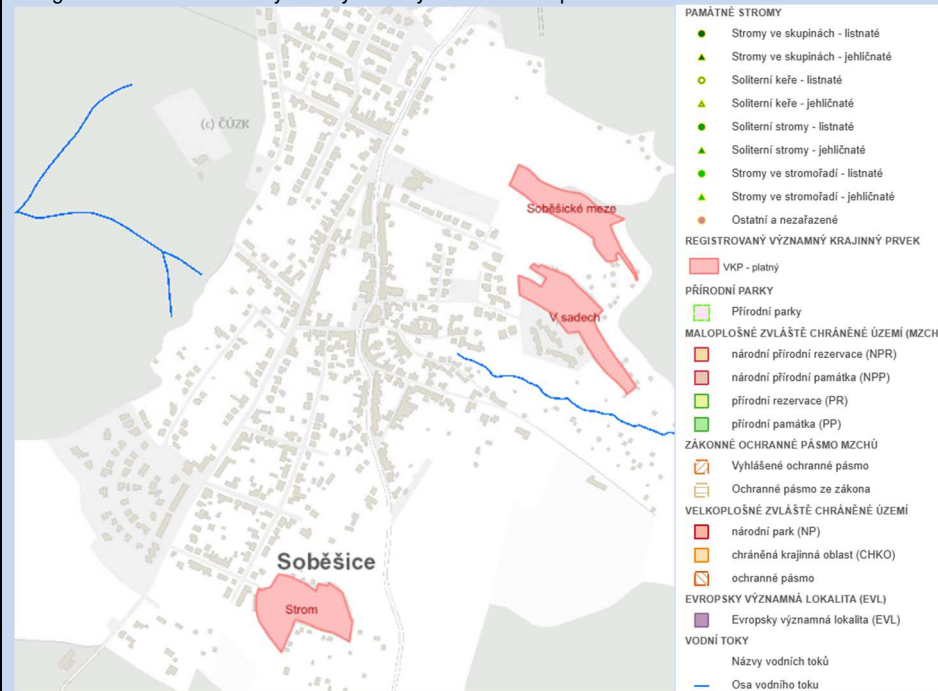 (c) ČÚZK
Soběšické meze
V sadech
Soběšice
Strom
PAMÁTNÉ STROMY
Stromy ve skupinách - listnaté
Stromy ve skupinách - jehličnaté
Soliterní keře - listnaté
Soliterní keře - jehličnaté
Soliterní stromy - listnaté
Soliterní stromy - jehličnaté
Stromy ve stromořadí - listnaté
Stromy ve stromořadí - jehličnaté
Ostatní a nezařazené
REGISTROVANÝ VÝZNAMNÝ KRAJINNÝ PRVEK
VKP - platný
PŘÍRODNÍ PARKY
Přírodní parky
MALOPLOŠNÉ ZVLÁŠTĚ CHRÁNĚNÉ ÚZEMÍ (MZCH
národní přírodní rezervace (NPR)
národní přírodní památka (NPP)
přírodní rezervace (PR)
přírodní památka (PP)
ZÁKONNÉ OCHRANNÉ PÁSMO MZCHÚ
Vyhlášené ochranné pásmo
Ochranné pásmo ze zákona
VELKOPLOŠNÉ ZVLÁŠTĚ CHRÁNĚNÉ ÚZEMÍ
národní park (NP)
chráněná krajinná oblast (CHKO)
ochranné pásmo
EVROPSKY VÝZNAMNÁ LOKALITA (EVL)
Evropsky významná lokalita (EVL)
VODNÍ TOKY
Názvy vodních toků
Osa vodního toku